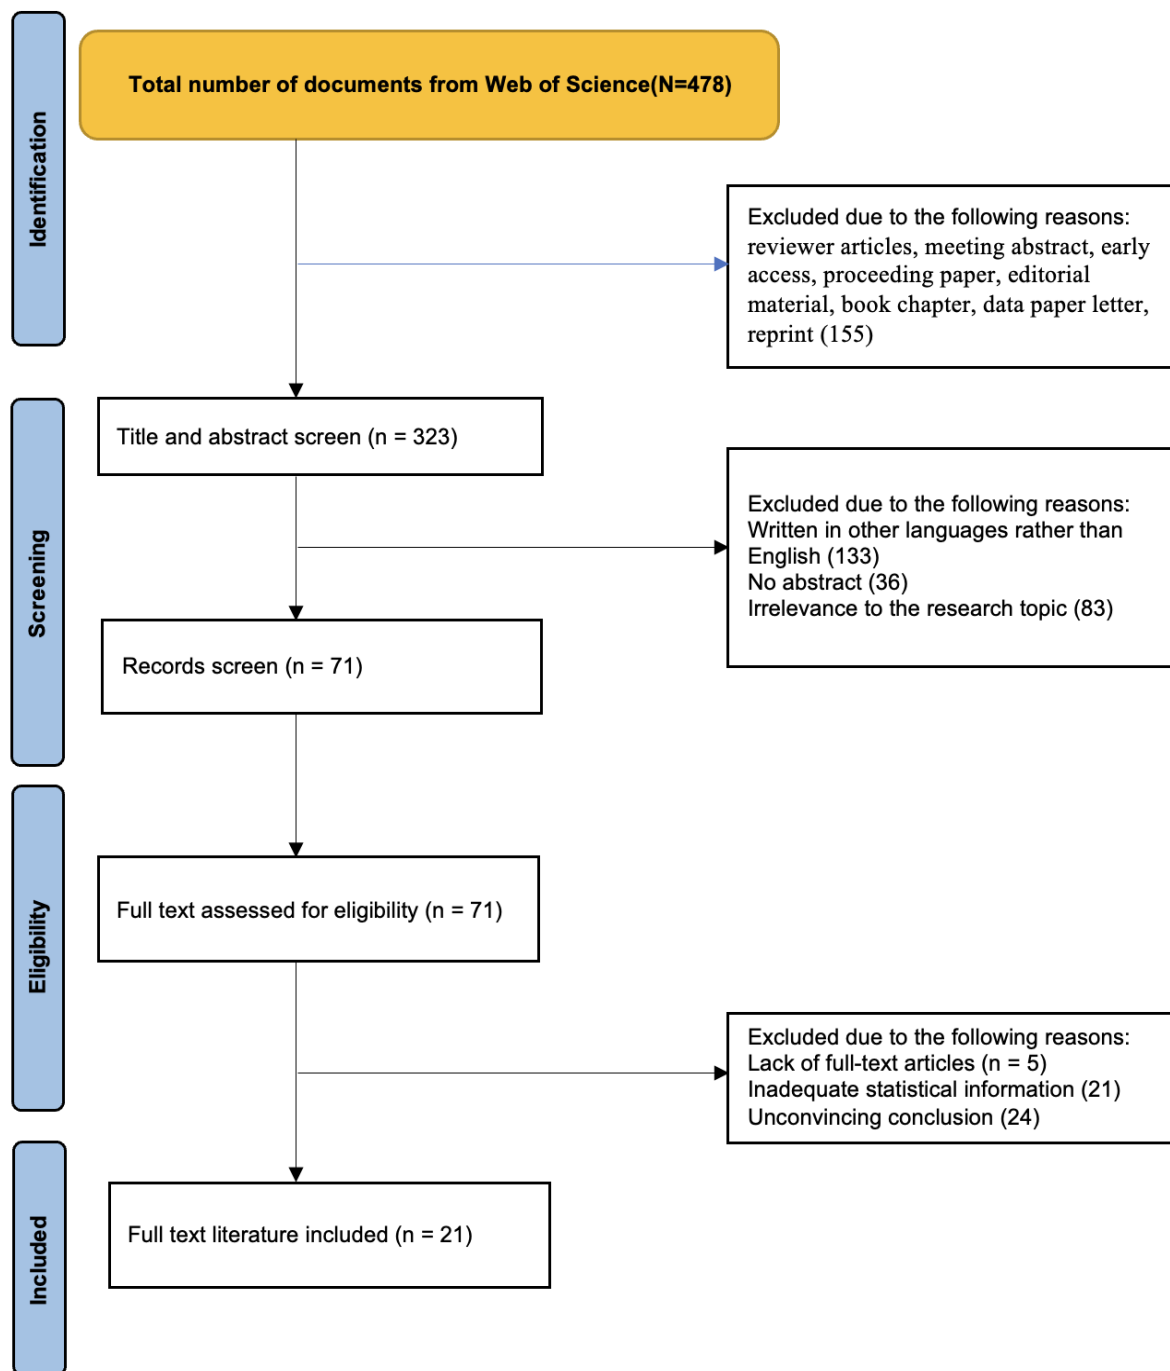 Identification
Total number of documents from Web of Science(N=478)
Excluded due to the following reasons:
reviewer articles, meeting abstract, early
access, proceeding paper, editorial
material, book chapter, data paper letter,
reprint (155)
Screening
Title and abstract screen (n = 323)
Excluded due to the following reasons:
Written in other languages rather than
English (133)
No abstract (36)
Irrelevance to the research topic (83)
Records screen (n = 71)
Eligibility
Full text assessed for eligibility (n = 71)
Excluded due to the following reasons:
Lack of full-text articles (n = 5)
Inadequate statistical information (21)
Unconvincing conclusion (24)
Included
Full text literature included (n = 21)